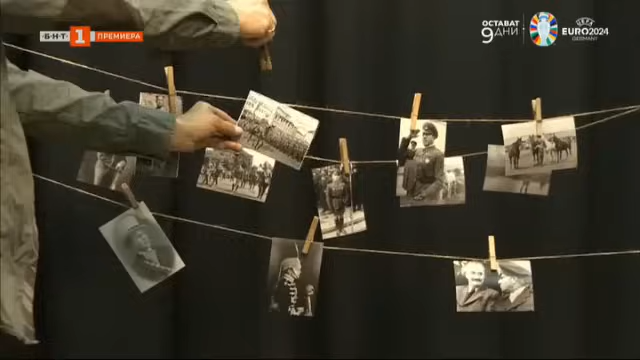 БНТ 1 ПРЕМИЕРА
ОСТАВАТ
9 ДНИ
UEFA
EURO2024
GERMANY